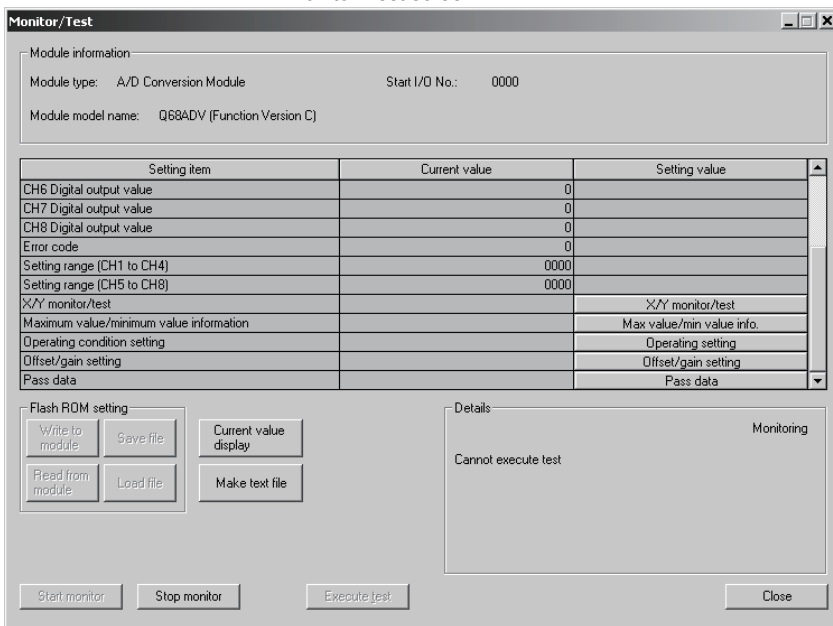 Monitor/Test
Module information
Module type: A/D Conversion Module Start I/O No.: 0000
Module model name: Q68ADV (Function Version C)
Setting item Current value Setting value
CH6 Digital output value 0
CH7 Digital output value 0
CH8 Digital output value 0
Error code 0
Setting range (CH1 to CH4) 0000
Setting range (CH5 to CH8) 0000
X/Y monitor/test X/Y monitor/test
Maximum value/minimum value information Max value/min value info.
Operating condition setting Operating setting
Offset/gain setting Offset/gain setting
Pass data Pass data
Flash ROM setting
Write to
module
Save file
Current value
display
Read from
module
Load file
Make text file
Details
Monitoring
Cannot execute test
Start monitor Stop monitor Execute test Close